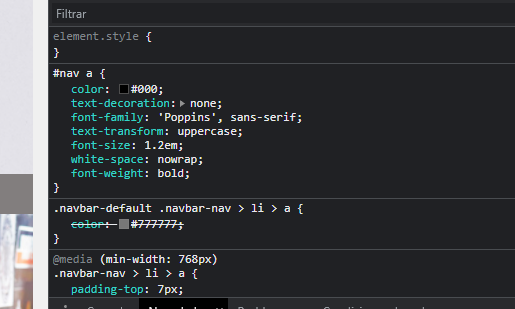 Filtrar
element.style {
}
#nav a {
color: #000;
text-decoration: none;
font-family: 'Poppins', sans-serif;
text-transform: uppercase;
font-size: 1.2em;
white-space: nowrap;
font-weight: bold;
}
.navbar-default .navbar-nav > li > a {
color: #777777;
}
@media (min-width: 768px)
.navbar-nav > li > a {
padding-top: 7px;